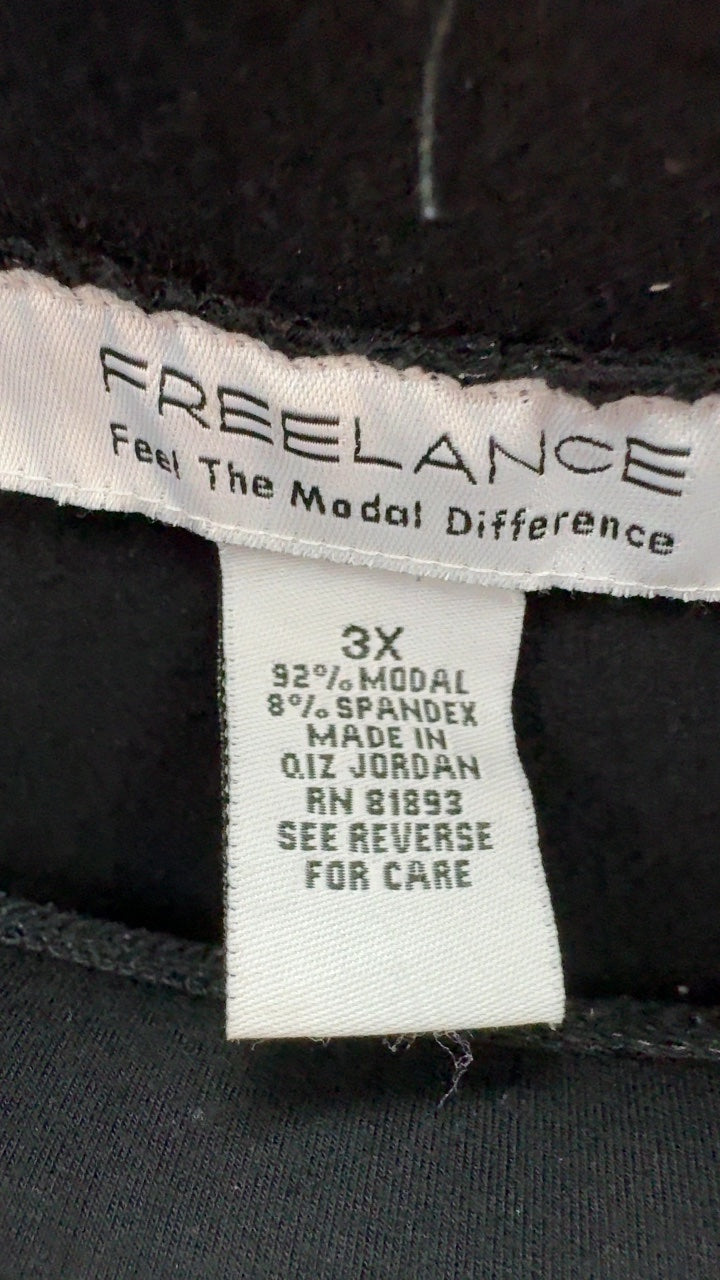 FREELANCE
Feel The Modal Difference
3X
92% MODAL
8% SPANDEX
MADE IN
Q.I.Z JORDAN
RN 81893
SEE REVERSE
FOR CARE